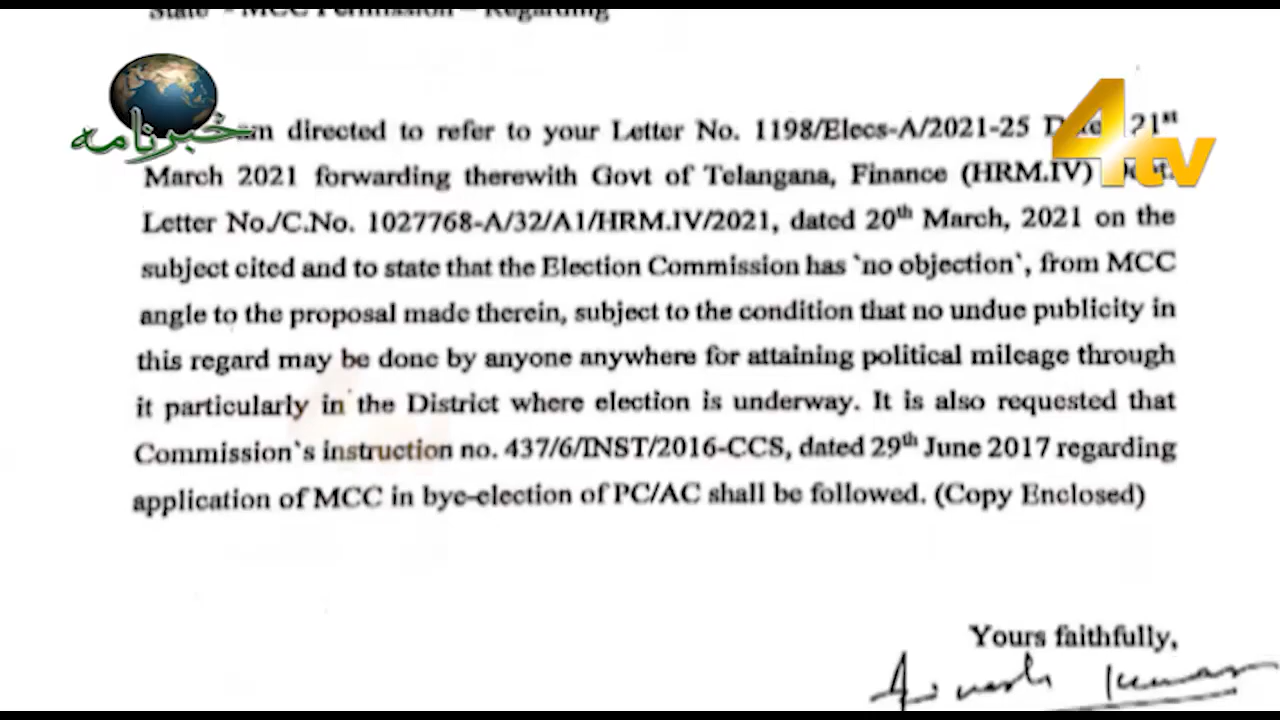 State - MCC Permission – Regarding
خبرنامہ
4tv
am directed to refer to your Letter No. 1198/Elecs-A/2021-25 21st
March 2021 forwarding therewith Govt of Telangana, Finance (HRM.IV)
Letter No./C.No. 1027768-A/32/A1/HRM.IV/2021, dated 20th March, 2021 on the
subject cited and to state that the Election Commission has `no objection`, from MCC
angle to the proposal made therein, subject to the condition that no undue publicity in
this regard may be done by anyone anywhere for attaining political mileage through
it particularly in the District where election is underway. It is also requested that
Commission`s instruction no. 437/6/INST/2016-CCS, dated 29th June 2017 regarding
application of MCC in bye-election of PC/AC shall be followed. (Copy Enclosed)
Yours faithfully,